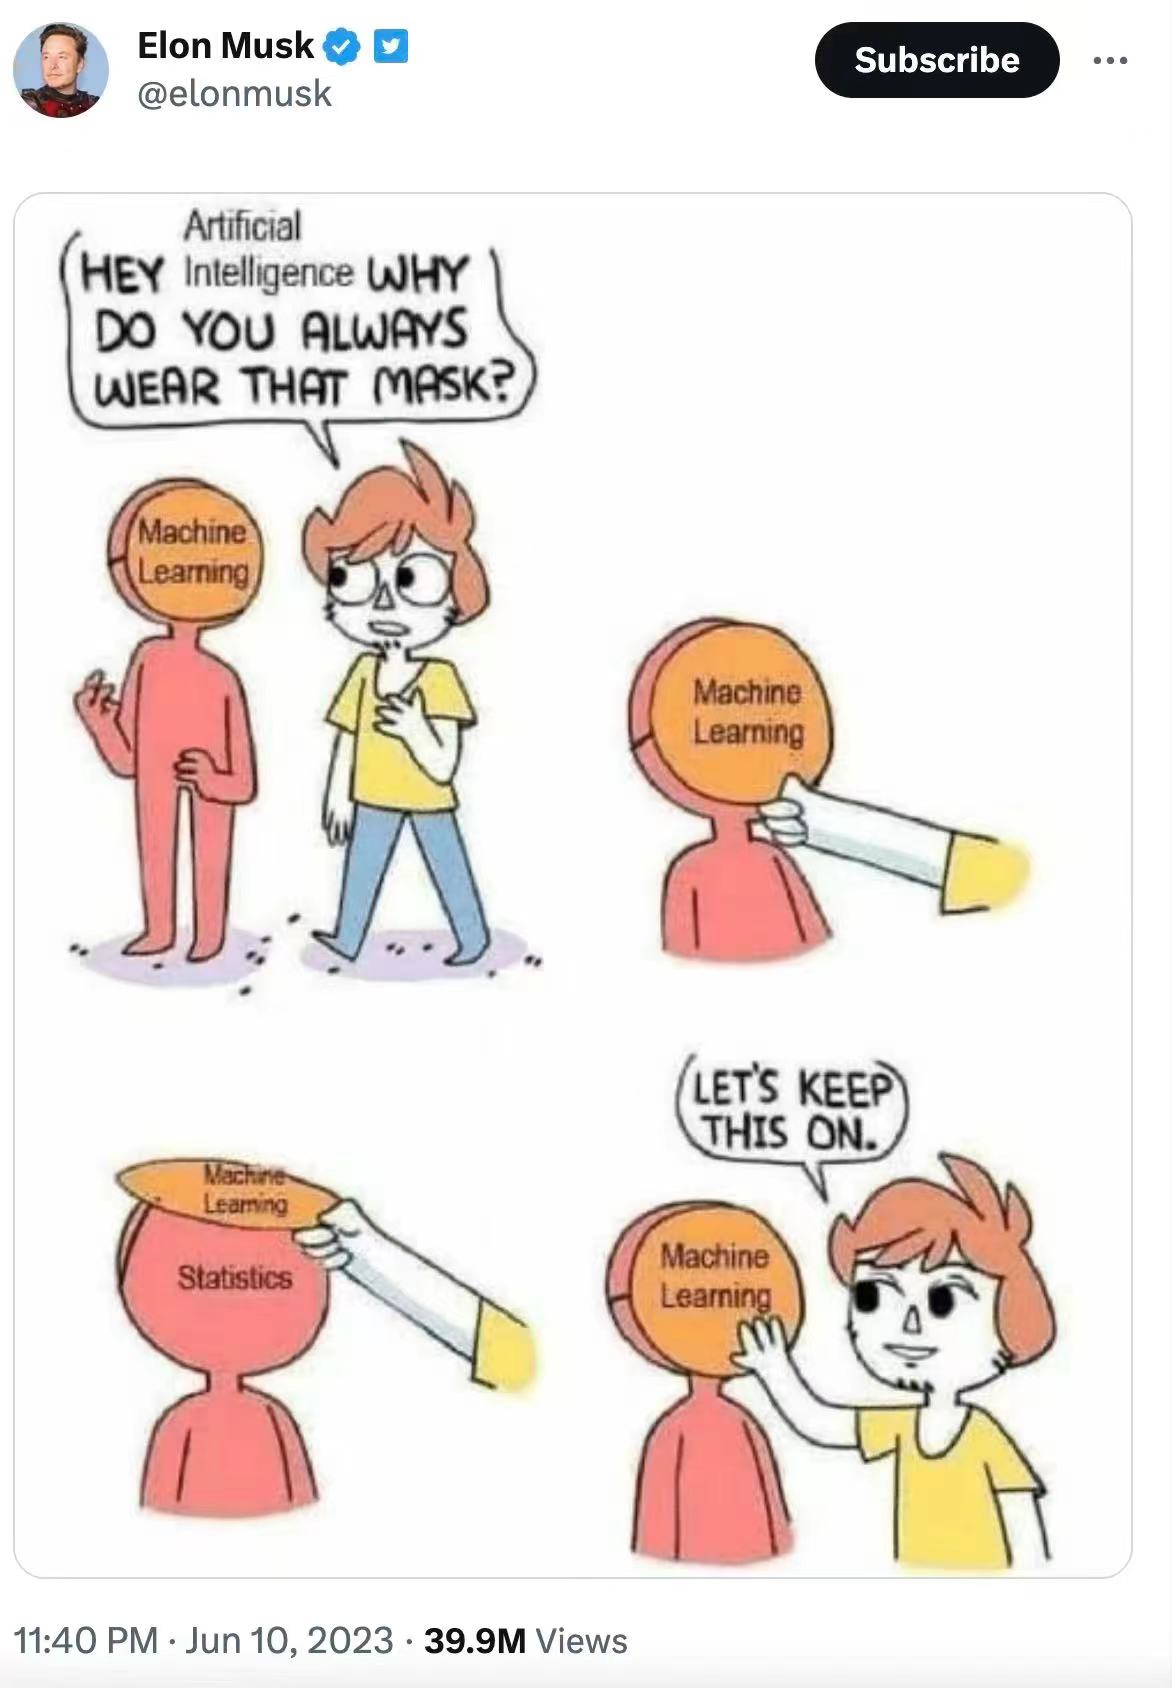 Elon Musk
@elonmusk
Subscribe
Artificial
HEY Intelligence WHY
DO YOU ALWAYS
WEAR THAT MASK?
Machine
Learning
Machine
Learning
Machine
Learning
Statistics
LET'S KEEP
THIS ON.
Machine
Learning
11:40 PM · Jun 10, 2023 · 39.9M Views